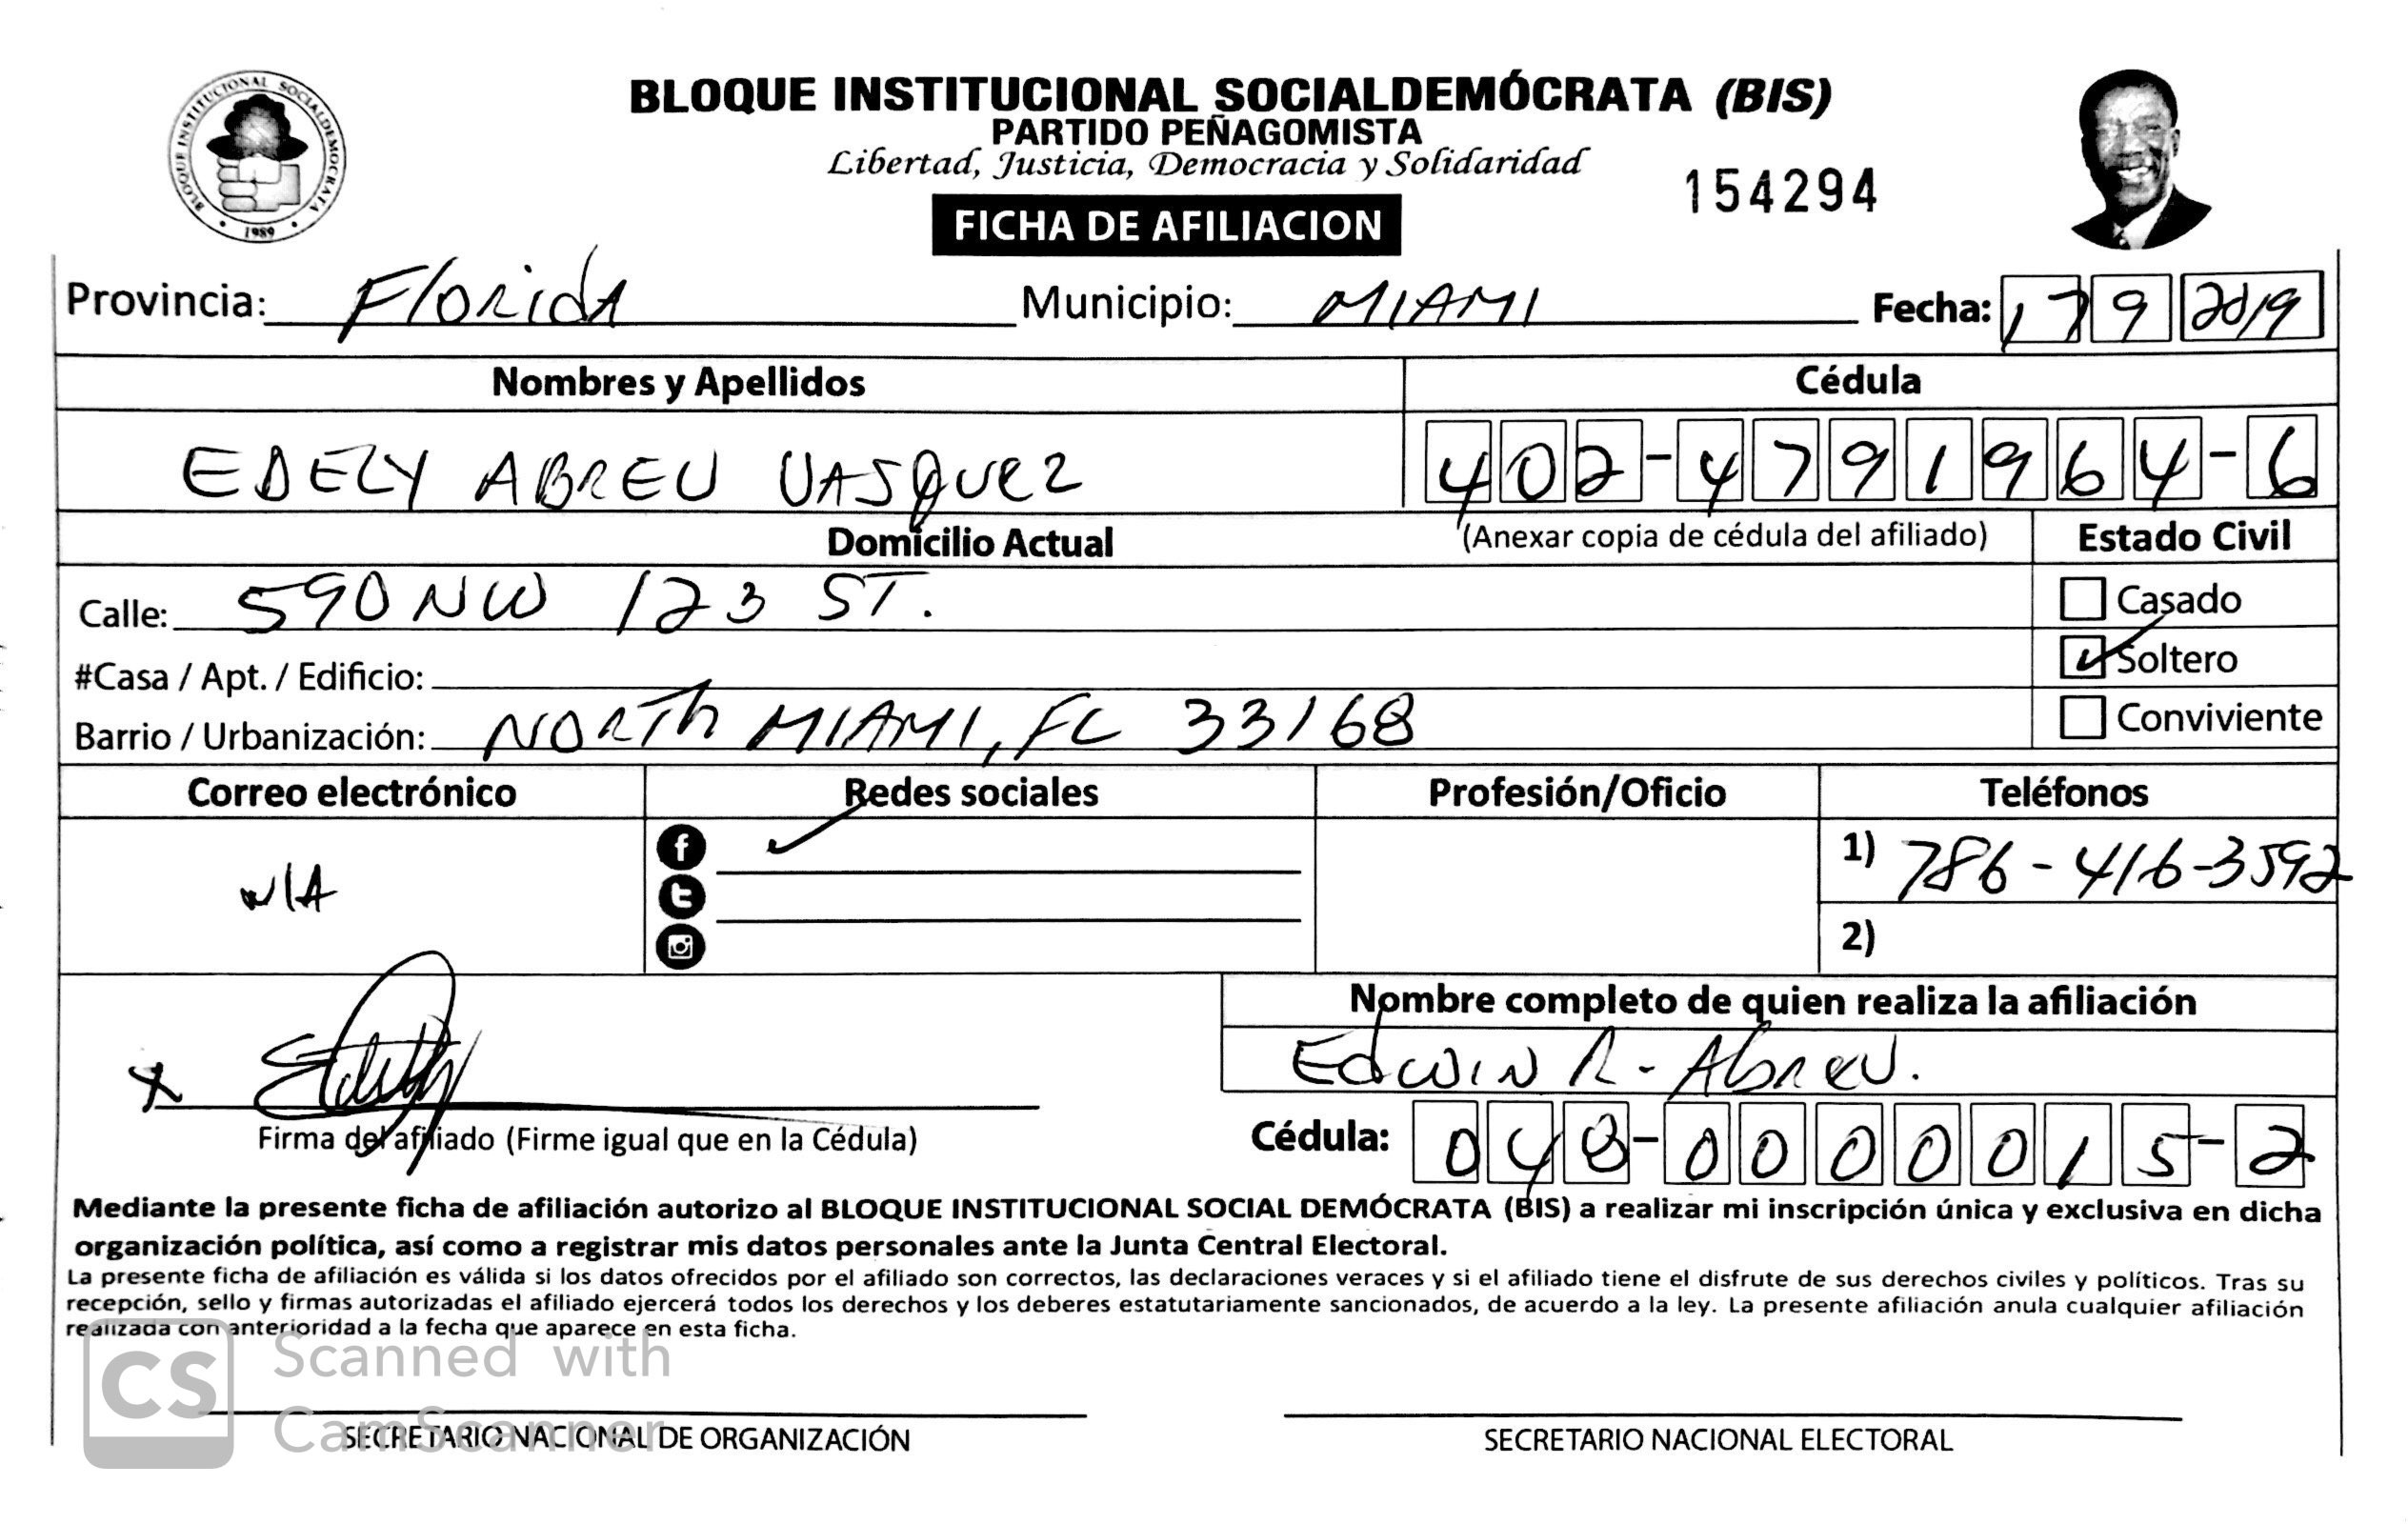 BLOQUE INSTITUCIONAL SOCIALDEMOCRATA
1989
BLOQUE INSTITUCIONAL SOCIALDEMÓCRATA (BIS)
PARTIDO PEÑAGOMISTA
Libertad, Justicia, Democracia y Solidaridad
154294
FICHA DE AFILIACION
Provincia: Florida Municipio: MIAMI Fecha: 17 9 2019
Nombres y Apellidos Cédula
EDELY ABREU VASQUEZ 402-4791964-6
Domicilio Actual (Anexar copia de cédula del afiliado) Estado Civil
Calle: 590 NW 123 ST. Casado
#Casa / Apt. / Edificio: Soltero
Barrio / Urbanización: NORTH MIAMI, FL 33168 Conviviente
Correo electrónico Redes sociales Profesión/Oficio Teléfonos
N/A 1) 786-416-3592
2)
Nombre completo de quien realiza la afiliación
X Edwin R. Abreu.
Firma del afiliado (Firme igual que en la Cédula) Cédula: 048-0000015-2
Mediante la presente ficha de afiliación autorizo al BLOQUE INSTITUCIONAL SOCIAL DEMÓCRATA (BIS) a realizar mi inscripción única y exclusiva en dicha
organización política, así como a registrar mis datos personales ante la Junta Central Electoral.
La presente ficha de afiliación es válida si los datos ofrecidos por el afiliado son correctos, las declaraciones veraces y si el afiliado tiene el disfrute de sus derechos civiles y políticos. Tras su
recepción, sello y firmas autorizadas el afiliado ejercerá todos los derechos y los deberes estatutariamente sancionados, de acuerdo a la ley. La presente afiliación anula cualquier afiliación
realizada con anterioridad a la fecha que aparece en esta ficha.
CS Scanned with
CamScanner
SECRETARIO NACIONAL DE ORGANIZACIÓN SECRETARIO NACIONAL ELECTORAL